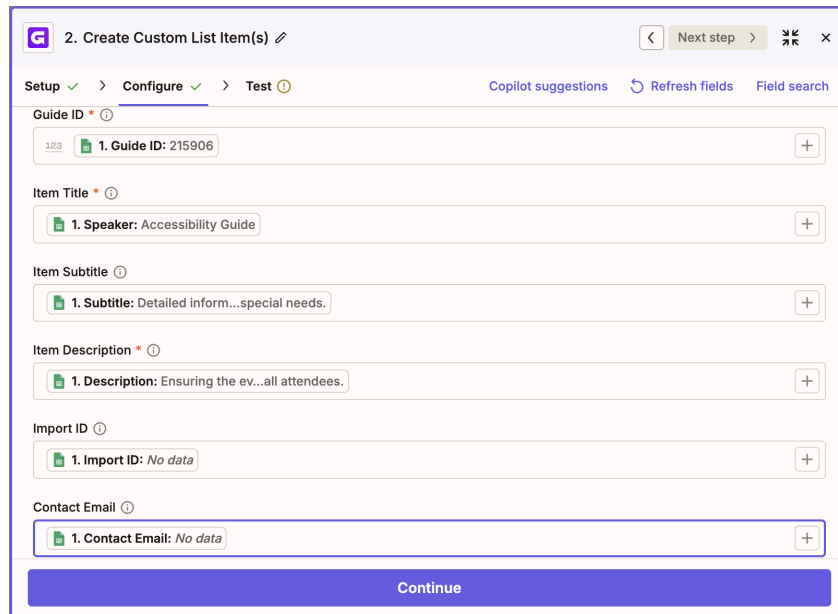 G
2. Create Custom List Item(s)
Next step
Setup
Configure
Test
Copilot suggestions
Refresh fields
Field search
Guide ID *
123
1. Guide ID: 215906
Item Title *
1. Speaker: Accessibility Guide
Item Subtitle
1. Subtitle: Detailed inform...special needs.
Item Description *
1. Description: Ensuring the ev...all attendees.
Import ID
1. Import ID: No data
Contact Email
1. Contact Email: No data
Continue